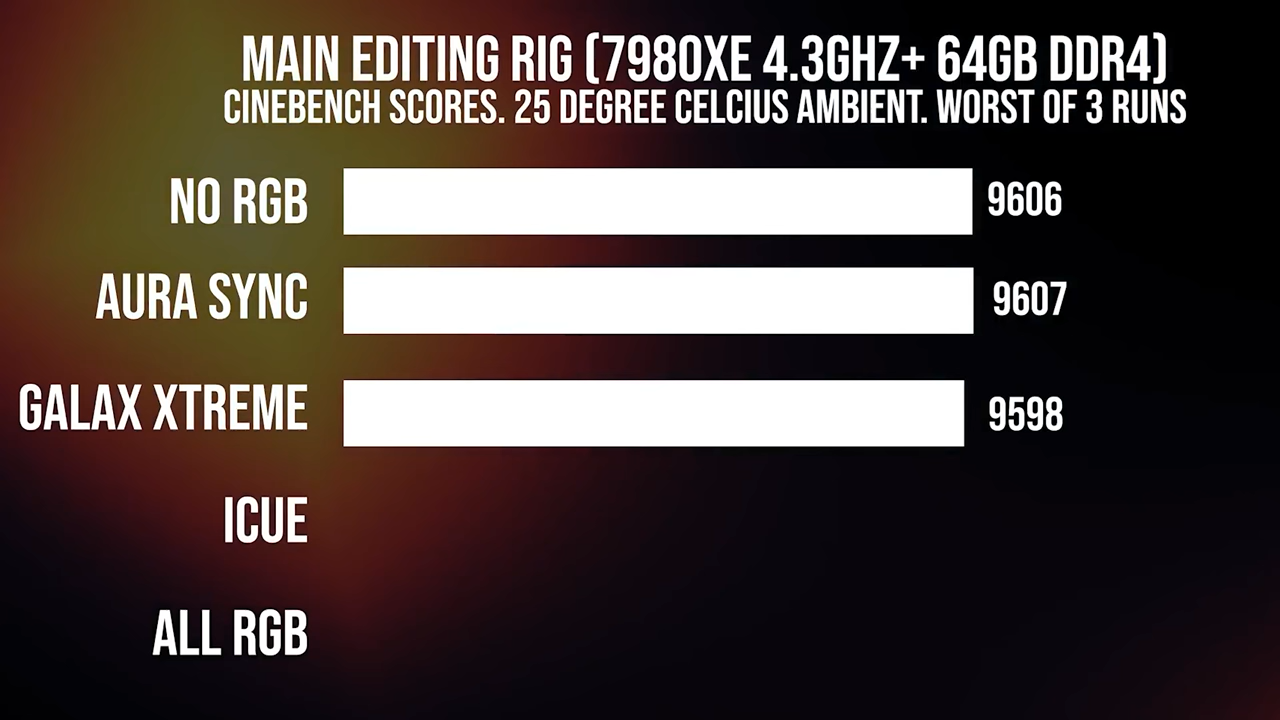 MAIN EDITING RIG (7980XE 4.3GHZ+ 64GB DDR4)
CINEBENCH SCORES. 25 DEGREE CELCIUS AMBIENT. WORST OF 3 RUNS
NO RGB 9606
AURA SYNC 9607
GALAX XTREME 9598
ICUE
ALL RGB